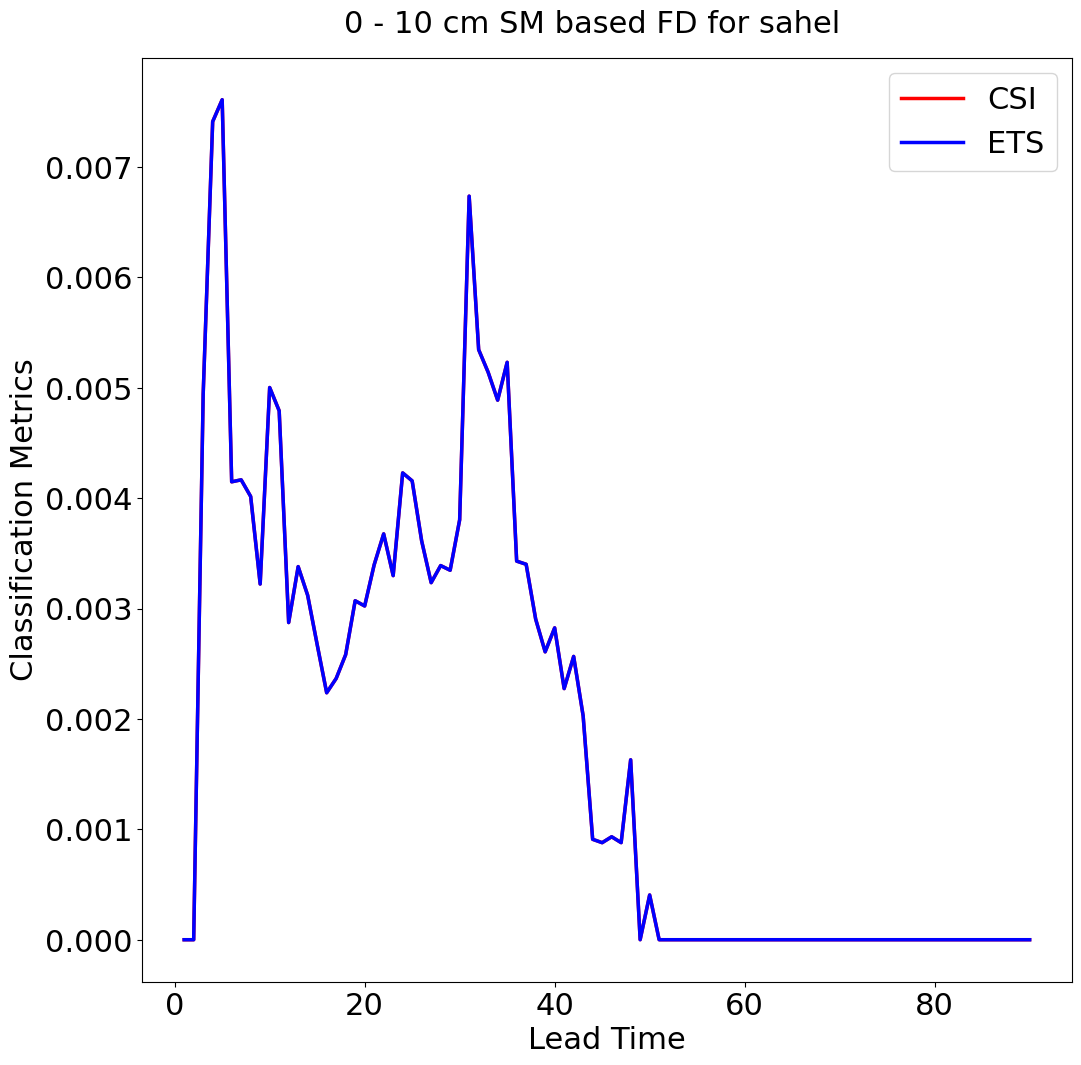 0 - 10 cm SM based FD for sahel
CSI
ETS
Classification Metrics
0.007
0.006
0.005
0.004
0.003
0.002
0.001
0.000
0 20 40 60 80
Lead Time